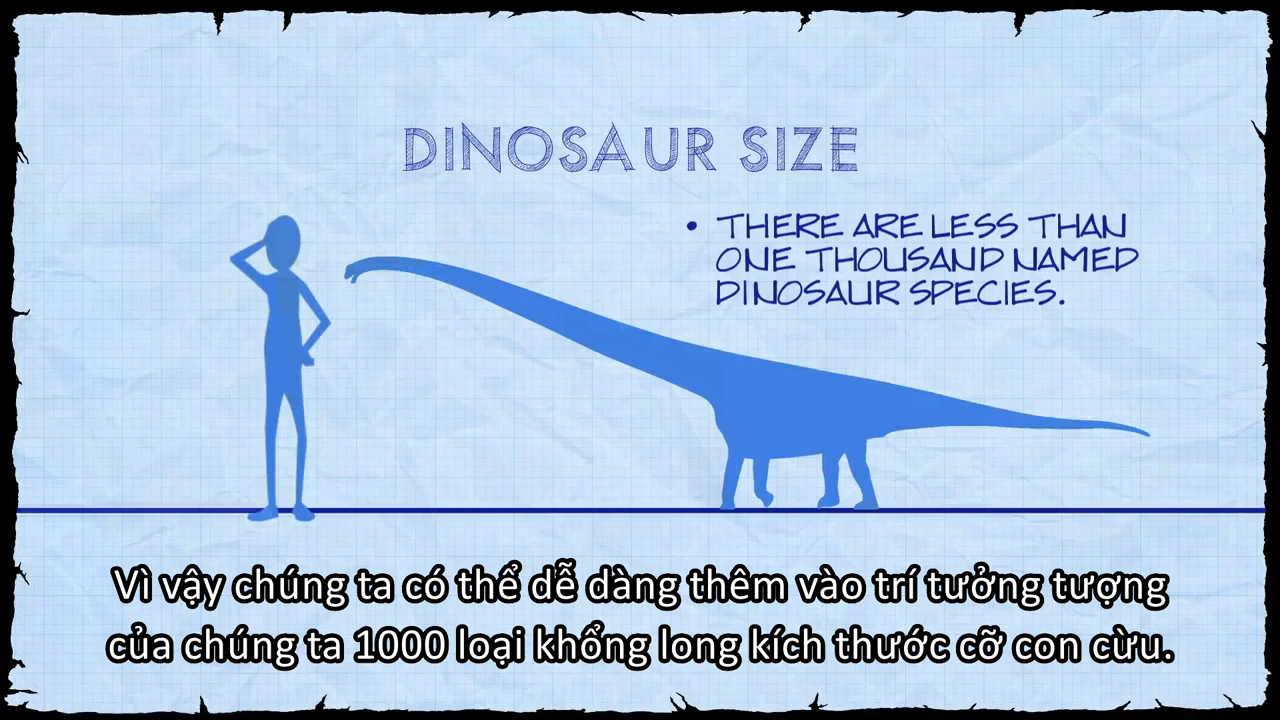 DINOSAUR SIZE
• THERE ARE LESS THAN
ONE THOUSAND NAMED
DINOSAUR SPECIES.
Vì vậy chúng ta có thể dễ dàng thêm vào trí tưởng tượng
của chúng ta 1000 loại khổng long kích thước cỡ con cừu.